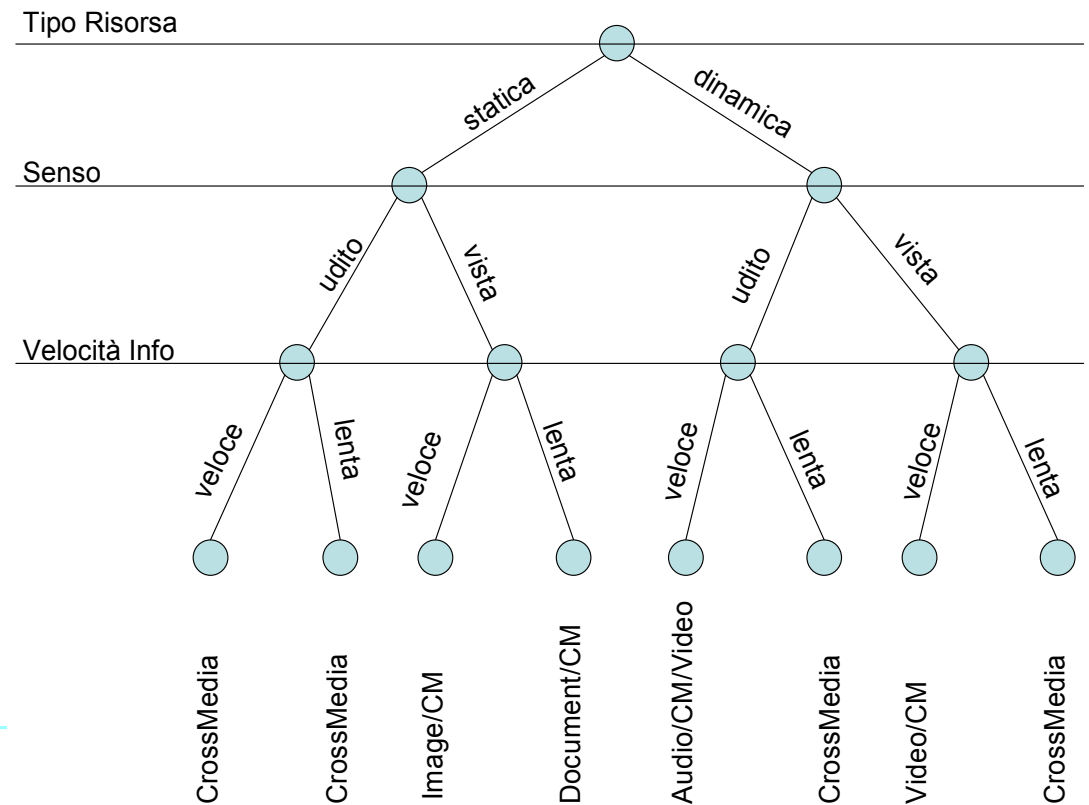 Tipo Risorsa
statica
dinamica
Senso
udito
vista
udito
vista
Velocità Info
veloce
lenta
veloce
lenta
veloce
lenta
veloce
lenta
CrossMedia
CrossMedia
Image/CM
Document/CM
Audio/CM/Video
CrossMedia
Video/CM
CrossMedia